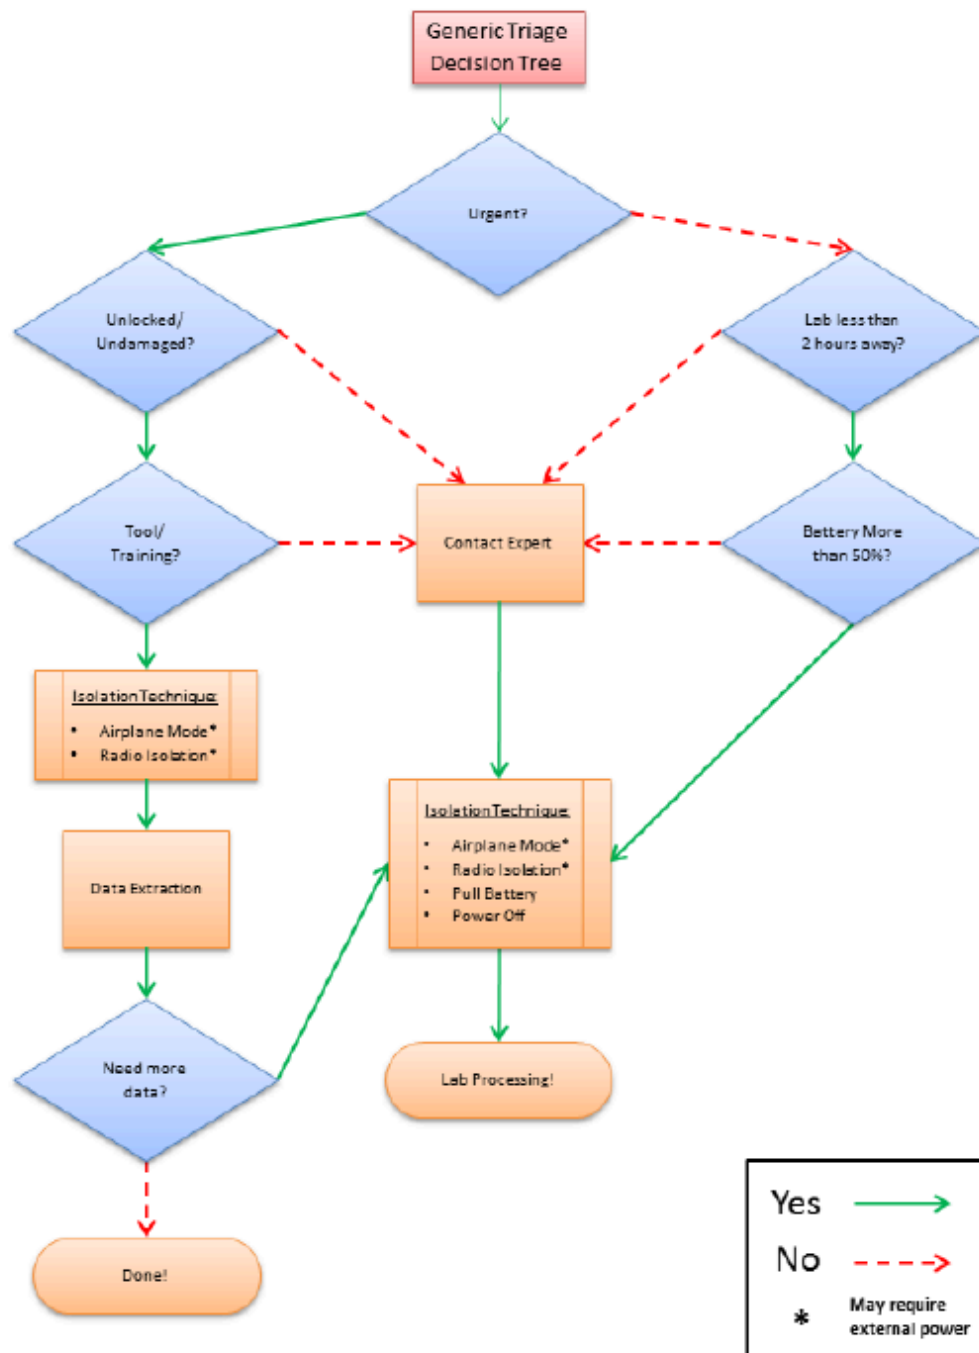 Generic Triage
Decision Tree
Urgent?
Unlocked/
Undamaged?
Lab less than
2 hours away?
Tool/
Training?
Contact Expert
Battery More
than 50%?
Isolation Technique:
• Airplane Mode*
• Radio Isolation*
Isolation Technique:
• Airplane Mode*
• Radio Isolation*
• Pull Battery
• Power Off
Data Extraction
Need more
data?
Lab Processing!
Done!
Yes
No
* May require
external power